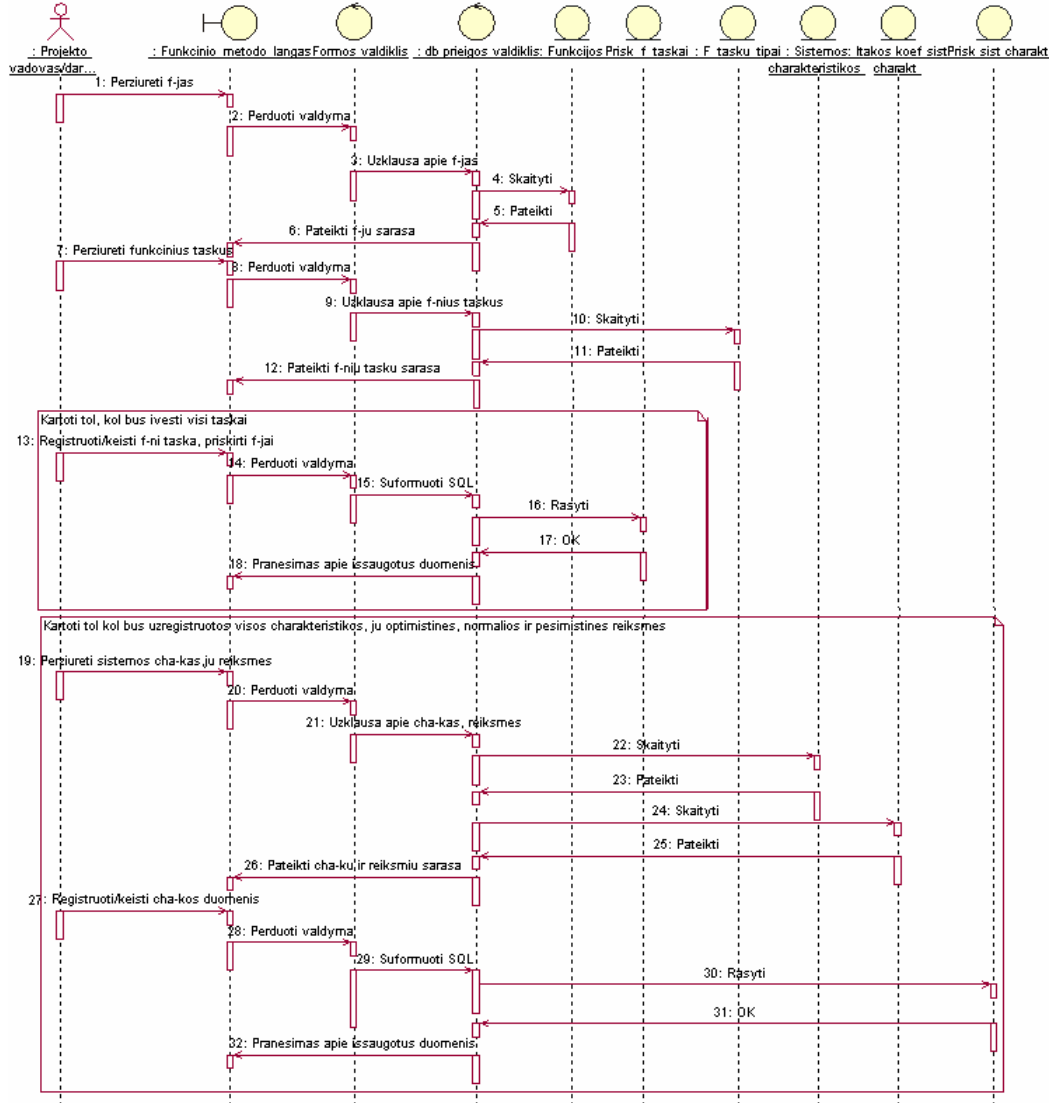 : Projekto
vadovas/dar...
: Funkcinio metodo langas
Formos valdiklis
: db prieigos valdiklis
: Funkcijos
Prisk f taskai
: F tasku tipai
: Sistemos
charakteristikos
: Itakos koef sist
charakt
Prisk sist charakt
1: Perziureti f-jas
2: Perduoti valdyma
3: Uzklausa apie f-jas
4: Skaityti
5: Pateikti
6: Pateikti f-ju sarasa
7: Perziureti funkcinius taskus
8: Perduoti valdyma
9: Uzklausa apie f-nius taskus
10: Skaityti
11: Pateikti
12: Pateikti f-niu tasku sarasa
Kartoti tol, kol bus ivesti visi taskai
13: Registruoti/keisti f-ni taska, priskirti f-jai
14: Perduoti valdyma
15: Suformuoti SQL
16: Rasyti
17: OK
18: Pranesimas apie issaugotus duomenis
Kartoti tol kol bus uzregistruotos visos charakteristikos, ju optimistines, normalios ir pesimistines reiksmes
19: Perziureti sistemos cha-kas,ju reiksmes
20: Perduoti valdyma
21: Uzklausa apie cha-kas, reiksmes
22: Skaityti
23: Pateikti
24: Skaityti
25: Pateikti
26: Pateikti cha-ku ir reiksmiu sarasa
27: Registruoti/keisti cha-kos duomenis
28: Perduoti valdyma
29: Suformuoti SQL
30: Rasyti
31: OK
32: Pranesimas apie issaugotus duomenis